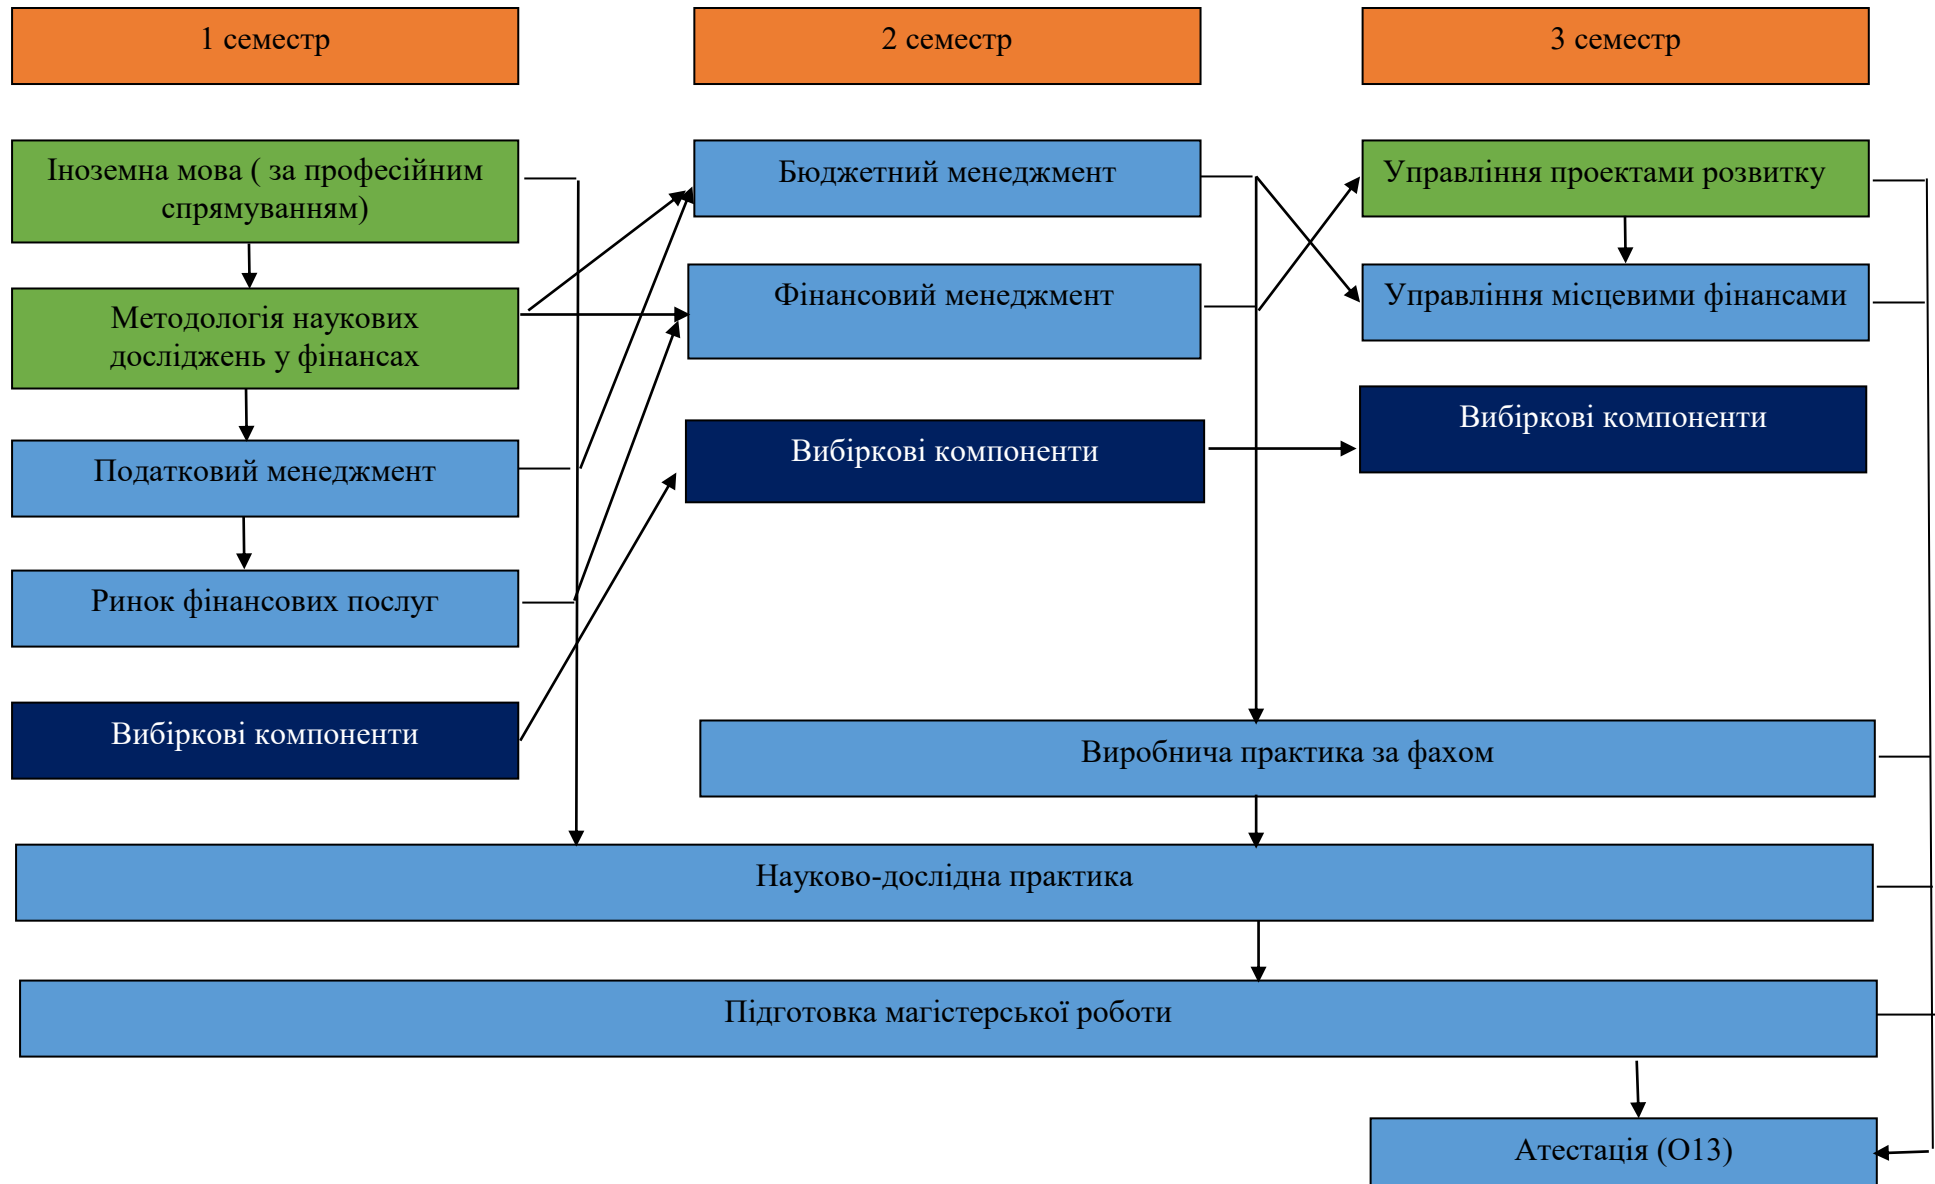 1 семестр
2 семестр
3 семестр
Іноземна мова ( за професійним
спрямуванням)
Бюджетний менеджмент
Управління проектами розвитку
Методологія наукових
досліджень у фінансах
Фінансовий менеджмент
Управління місцевими фінансами
Податковий менеджмент
Вибіркові компоненти
Вибіркові компоненти
Ринок фінансових послуг
Вибіркові компоненти
Виробнича практика за фахом
Науково-дослідна практика
Підготовка магістерської роботи
Атестація (О13)